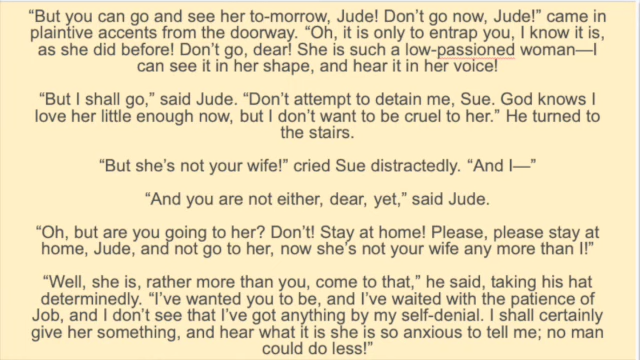 “But you can go and see her to-morrow, Jude! Don’t go now, Jude!” came in
plaintive accents from the doorway. “Oh, it is only to entrap you, I know it is,
as she did before! Don’t go, dear! She is such a low-passioned woman—I
can see it in her shape, and hear it in her voice!
“But I shall go,” said Jude. “Don’t attempt to detain me, Sue. God knows I
love her little enough now, but I don’t want to be cruel to her.” He turned to
the stairs.
“But she’s not your wife!” cried Sue distractedly. “And I—”
“And you are not either, dear, yet,” said Jude.
“Oh, but are you going to her? Don’t! Stay at home! Please, please stay at
home, Jude, and not go to her, now she’s not your wife any more than I!”
“Well, she is, rather more than you, come to that,” he said, taking his hat
determinedly. “I’ve wanted you to be, and I’ve waited with the patience of
Job, and I don’t see that I’ve got anything by my self-denial. I shall certainly
give her something, and hear what it is she is so anxious to tell me; no man
could do less!”